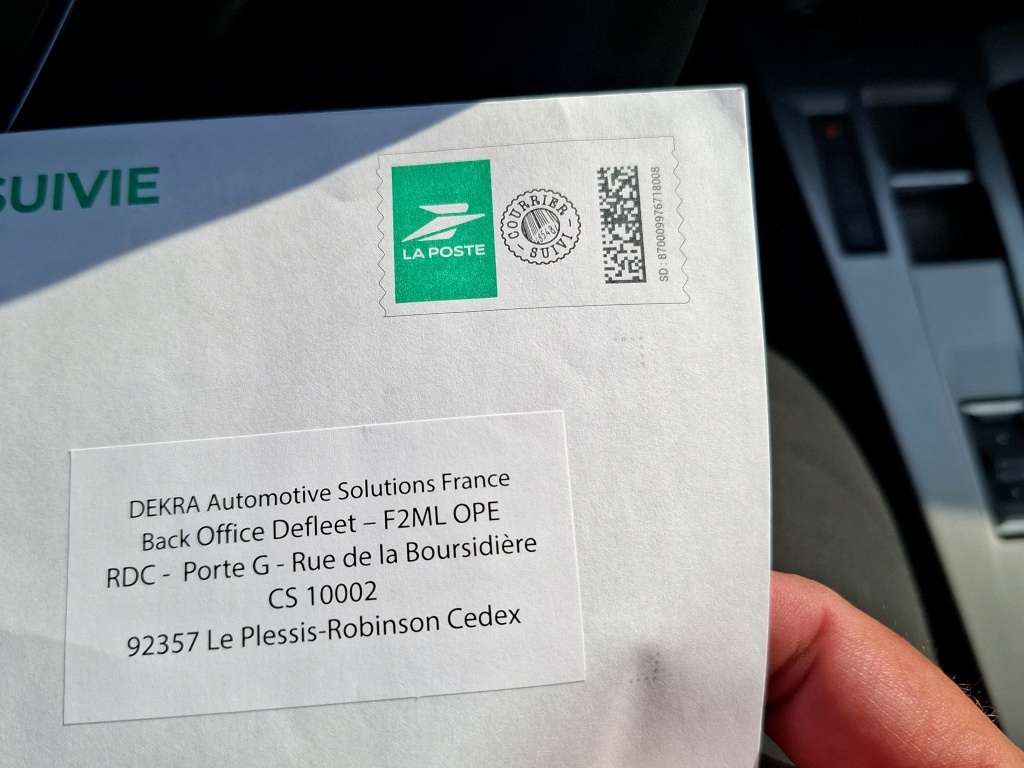 SUIVIE
LA POSTE
COURRIER
SUIVI
SD : 870009976718008
DEKRA Automotive Solutions France
Back Office Defleet – F2ML OPE
RDC - Porte G - Rue de la Boursidière
CS 10002
92357 Le Plessis-Robinson Cedex